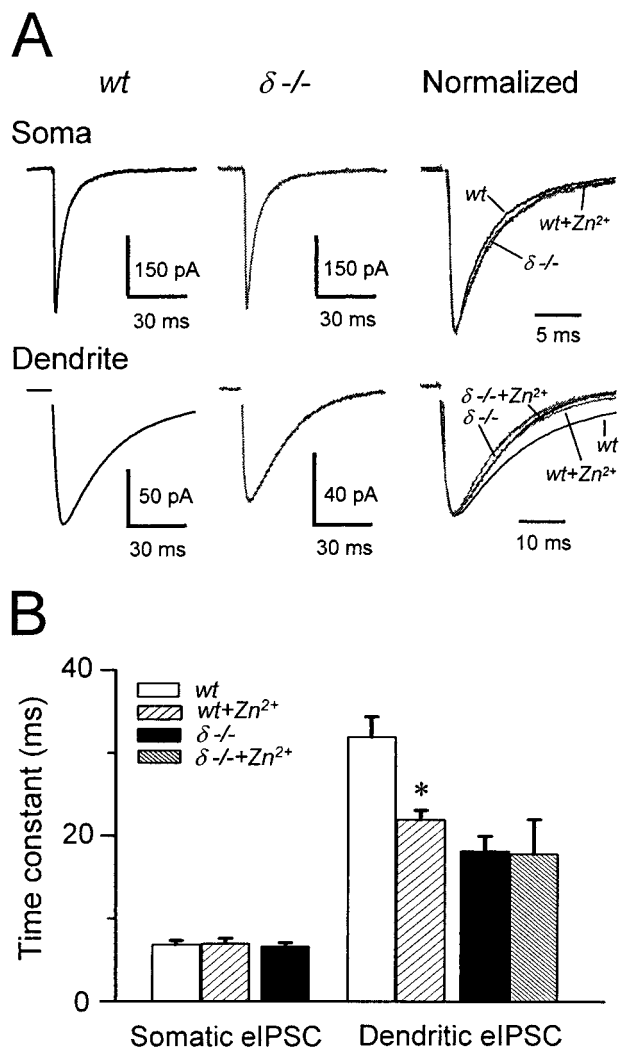 A
wt δ -/- Normalized
Soma
wt
wt+Zn²⁺
δ -/-
150 pA
30 ms
150 pA
30 ms
5 ms
Dendrite
δ -/-+Zn²⁺
δ -/-
wt
wt+Zn²⁺
50 pA
30 ms
40 pA
30 ms
10 ms
B
Time constant (ms)
40
20
0
wt
wt+Zn²⁺
δ -/-
δ -/-+Zn²⁺
*
Somatic eIPSC Dendritic eIPSC